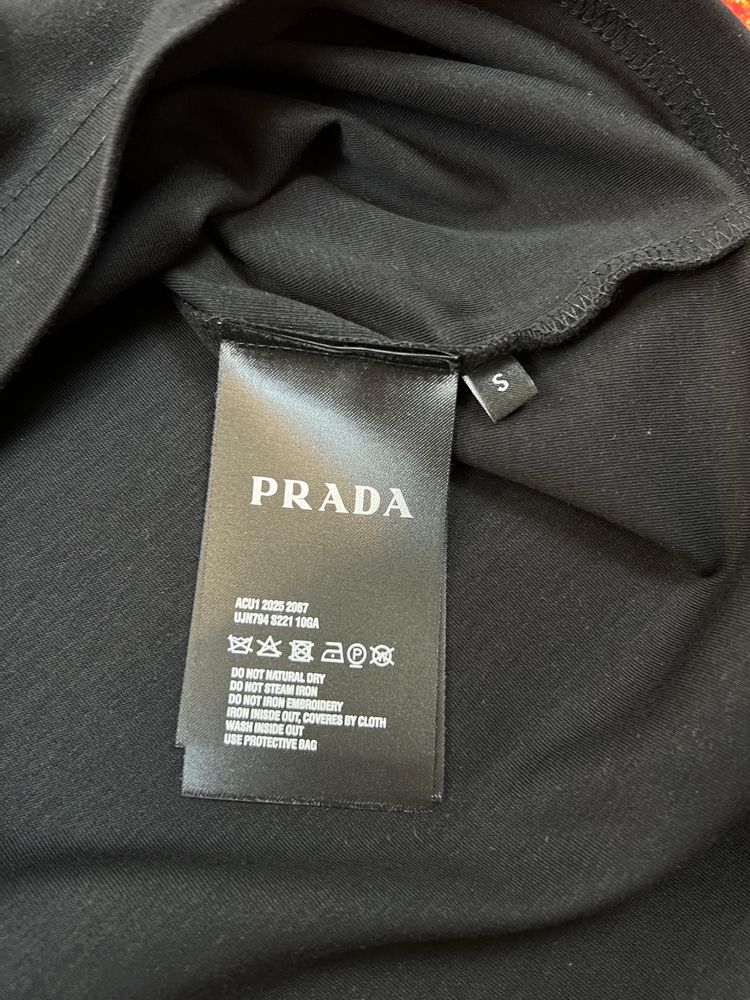 S
PRADA
ACU1 2025 2067
UJN794 S221 10GA
P
DO NOT NATURAL DRY
DO NOT STEAM IRON
DO NOT IRON EMBROIDERY
IRON INISDE OUT, COVERES BY CLOTH
WASH INSIDE OUT
USE PROTECTIVE BAG